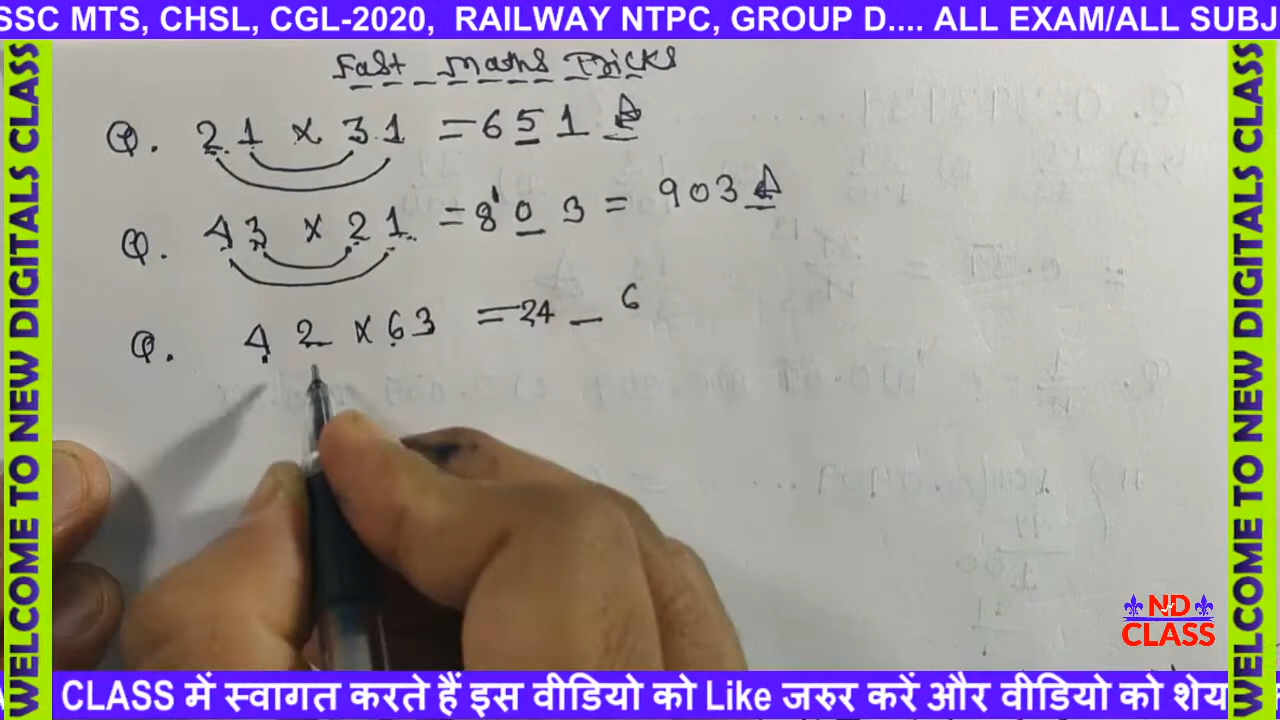 SSC MTS, CHSL, CGL-2020, RAILWAY NTPC, GROUP D.... ALL EXAM/ALL SUBJ
WELCOME TO NEW DIGITALS CLASS
Fast Maths Tricks
Q. 21 × 31 = 651 A
Q. 43 × 21 = 8¹03 = 903 A
Q. 42 × 63 = 24 _ 6
ND
CLASS
WELCOME TO NEW DIGITALS CLASS
CLASS में स्वागत करते हैं इस वीडियो को Like जरुर करें और वीडियो को शेय